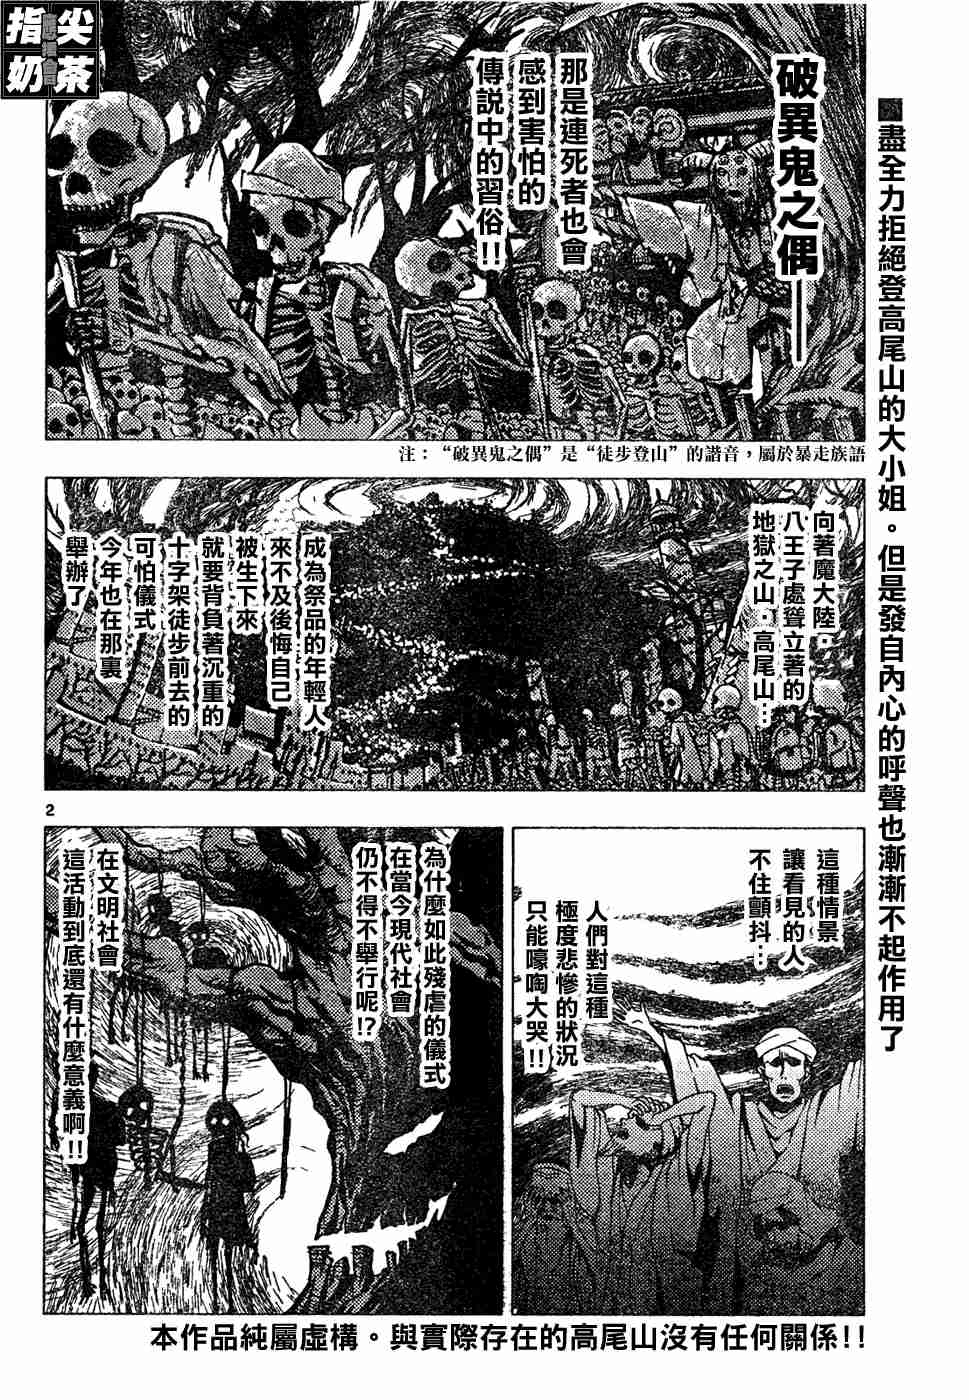 指尖
奶茶
破異鬼之偶——
那是連死者也會
感到害怕的
傳說中的習俗!!
注：“破異鬼之偶”是“徒步登山”的諧音，屬於暴走族語
盡全力拒絕登高尾山的大小姐。但是發自內心的呼聲也漸漸不起作用了
向著魔大陸．
八王子處聳立著的
地獄之山．高尾山…
成為祭品的年輕人
來不及後悔自己
被生下來
就要背負著沉重的
十字架徒步前去的
可怕儀式
今年也在那裏
舉辦了
2
這種情景
讓看見的人
不住顫抖…
人們對這種
極度悲慘的狀況
只能嚎啕大哭!!
為什麼如此殘虐的儀式
在當今現代社會
仍不得不舉行呢!?
在文明社會
這活動到底還有什麼意義啊!!
本作品純屬虛構。與實際存在的高尾山沒有任何關係!!